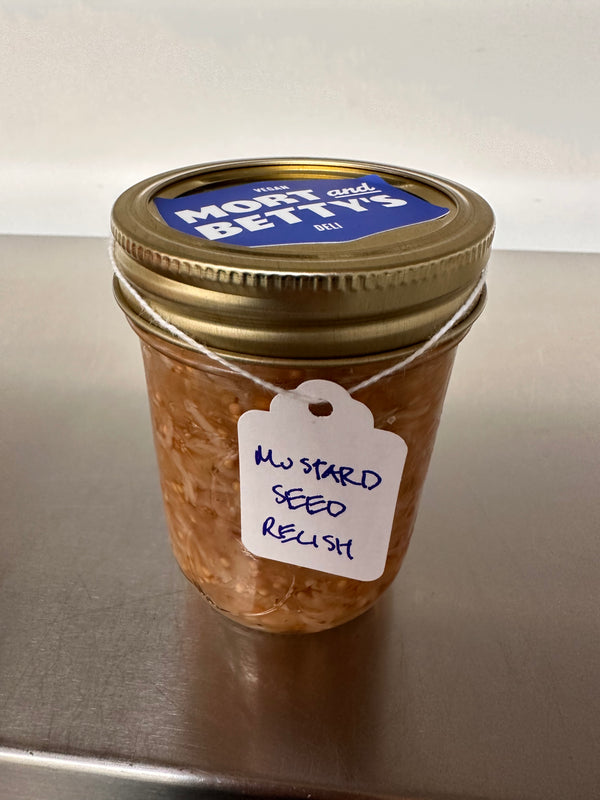 VEGAN
MORT and
BETTY'S
DELI
MUSTARD
SEED
RELISH